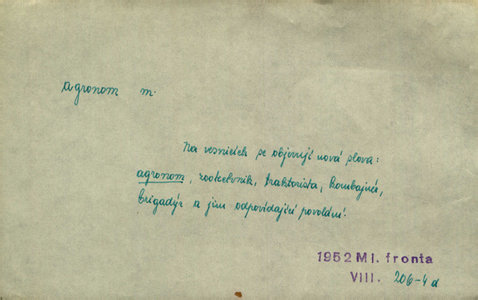 agronom m.
Na vesnicích se objevují nová slova:
agronom, zootechnik, traktorista, kombajnér,
brigadýr a jim odpovídající povolání.
1952 Ml. fronta
VIII. 206-4d